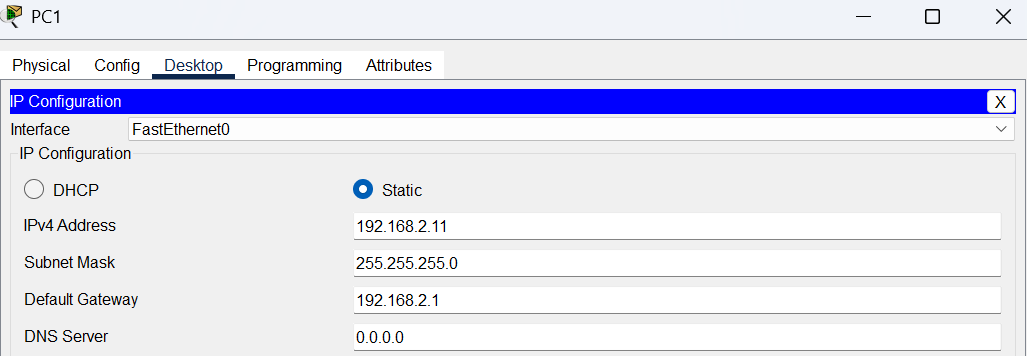 PC1
Physical Config Desktop Programming Attributes
IP Configuration X
Interface FastEthernet0
IP Configuration
DHCP Static
IPv4 Address 192.168.2.11
Subnet Mask 255.255.255.0
Default Gateway 192.168.2.1
DNS Server 0.0.0.0